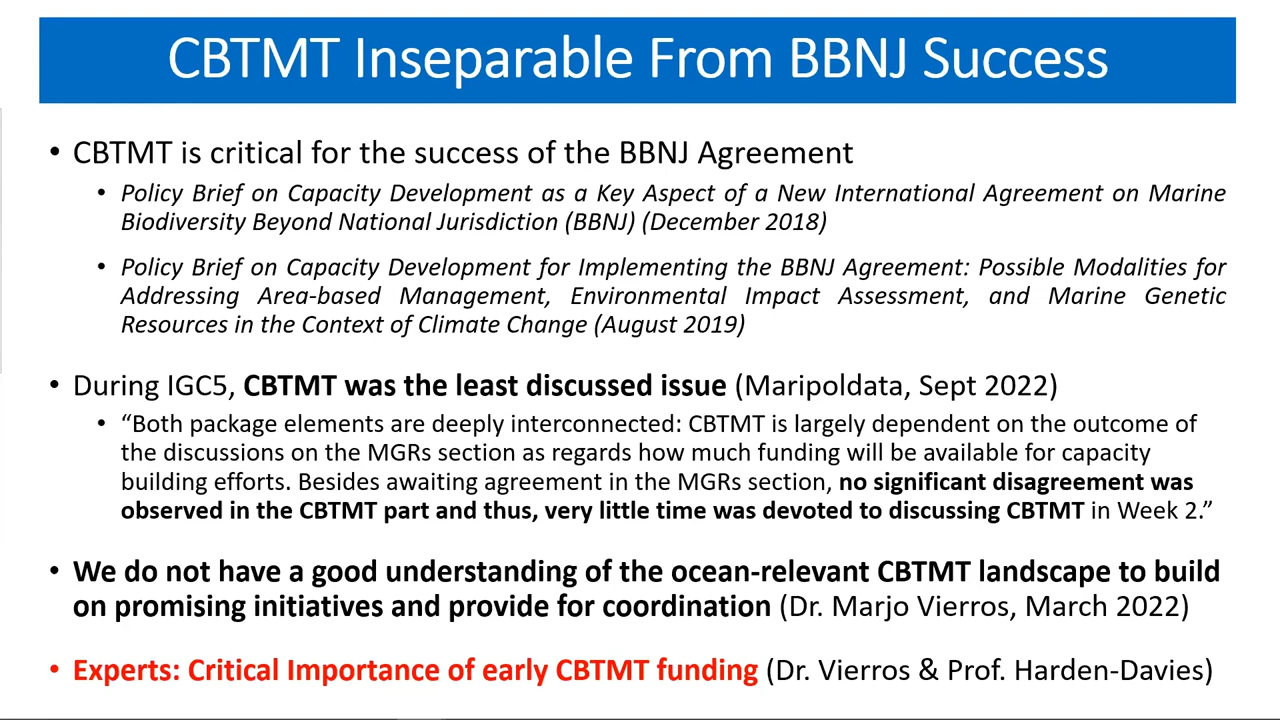 CBTMT Inseparable From BBNJ Success
• CBTMT is critical for the success of the BBNJ Agreement
• Policy Brief on Capacity Development as a Key Aspect of a New International Agreement on Marine
Biodiversity Beyond National Jurisdiction (BBNJ) (December 2018)
• Policy Brief on Capacity Development for Implementing the BBNJ Agreement: Possible Modalities for
Addressing Area-based Management, Environmental Impact Assessment, and Marine Genetic
Resources in the Context of Climate Change (August 2019)
• During IGC5, CBTMT was the least discussed issue (Maripoldata, Sept 2022)
• “Both package elements are deeply interconnected: CBTMT is largely dependent on the outcome of
the discussions on the MGRs section as regards how much funding will be available for capacity
building efforts. Besides awaiting agreement in the MGRs section, no significant disagreement was
observed in the CBTMT part and thus, very little time was devoted to discussing CBTMT in Week 2.”
• We do not have a good understanding of the ocean-relevant CBTMT landscape to build
on promising initiatives and provide for coordination (Dr. Marjo Vierros, March 2022)
• Experts: Critical Importance of early CBTMT funding (Dr. Vierros & Prof. Harden-Davies)